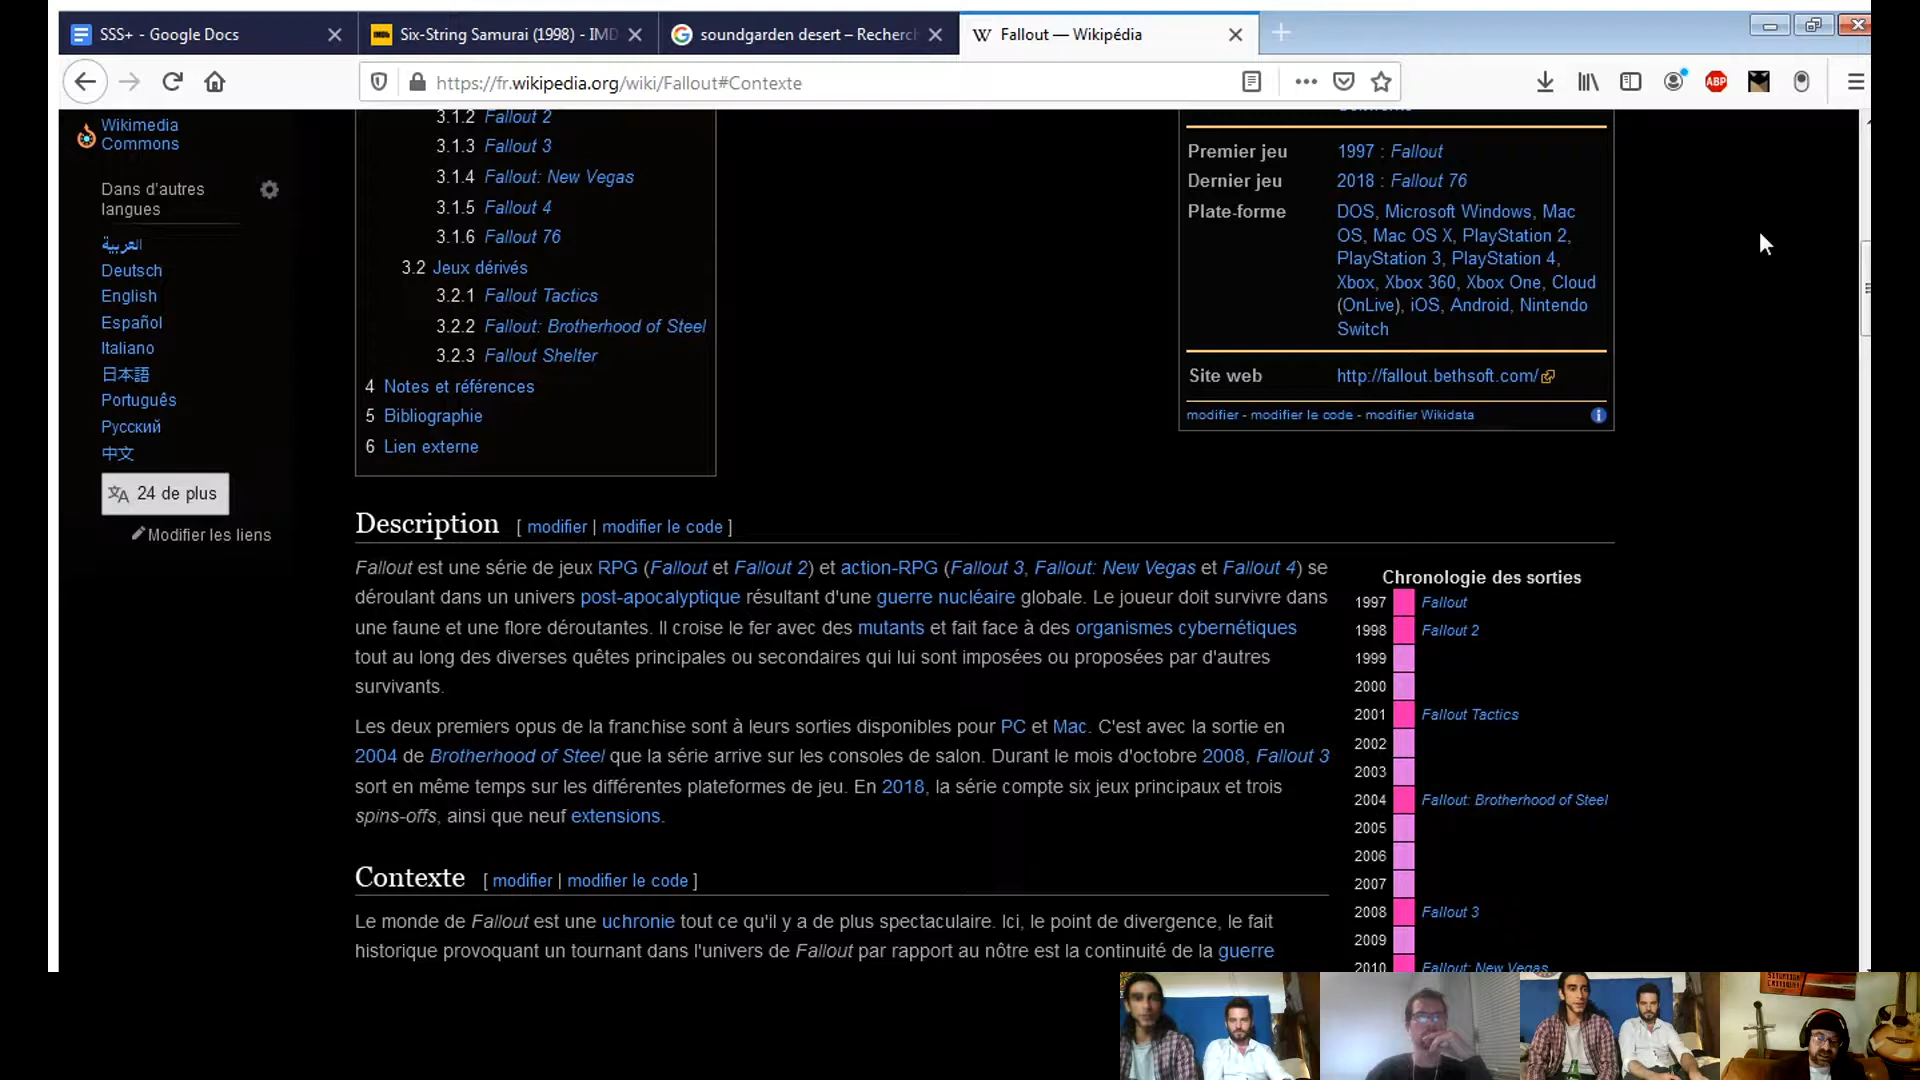 SSS+ - Google Docs
Six-String Samurai (1998) - IMD
soundgarden desert – Recherch
Fallout — Wikipédia
https://fr.wikipedia.org/wiki/Fallout#Contexte
ABP
Wikimedia
Commons
Dans d'autres
langues
العربية
Deutsch
English
Español
Italiano
日本語
Português
Русский
中文
24 de plus
Modifier les liens
3.1.2 Fallout 2
3.1.3 Fallout 3
3.1.4 Fallout: New Vegas
3.1.5 Fallout 4
3.1.6 Fallout 76
3.2 Jeux dérivés
3.2.1 Fallout Tactics
3.2.2 Fallout: Brotherhood of Steel
3.2.3 Fallout Shelter
4 Notes et références
5 Bibliographie
6 Lien externe
Premier jeu 1997 : Fallout
Dernier jeu 2018 : Fallout 76
Plate-forme DOS, Microsoft Windows, Mac
OS, Mac OS X, PlayStation 2,
PlayStation 3, PlayStation 4,
Xbox, Xbox 360, Xbox One, Cloud
(OnLive), iOS, Android, Nintendo
Switch
Site web http://fallout.bethsoft.com/
modifier - modifier le code - modifier Wikidata
Description [ modifier | modifier le code ]
Fallout est une série de jeux RPG (Fallout et Fallout 2) et action-RPG (Fallout 3, Fallout: New Vegas et Fallout 4) se
déroulant dans un univers post-apocalyptique résultant d'une guerre nucléaire globale. Le joueur doit survivre dans
une faune et une flore déroutantes. Il croise le fer avec des mutants et fait face à des organismes cybernétiques
tout au long des diverses quêtes principales ou secondaires qui lui sont imposées ou proposées par d'autres
survivants.
Les deux premiers opus de la franchise sont à leurs sorties disponibles pour PC et Mac. C'est avec la sortie en
2004 de Brotherhood of Steel que la série arrive sur les consoles de salon. Durant le mois d'octobre 2008, Fallout 3
sort en même temps sur les différentes plateformes de jeu. En 2018, la série compte six jeux principaux et trois
spins-offs, ainsi que neuf extensions.
Contexte [ modifier | modifier le code ]
Le monde de Fallout est une uchronie tout ce qu'il y a de plus spectaculaire. Ici, le point de divergence, le fait
historique provoquant un tournant dans l'univers de Fallout par rapport au nôtre est la continuité de la guerre
Chronologie des sorties
1997 Fallout
1998 Fallout 2
1999
2000
2001 Fallout Tactics
2002
2003
2004 Fallout: Brotherhood of Steel
2005
2006
2007
2008 Fallout 3
2009
2010 Fallout: New Vegas